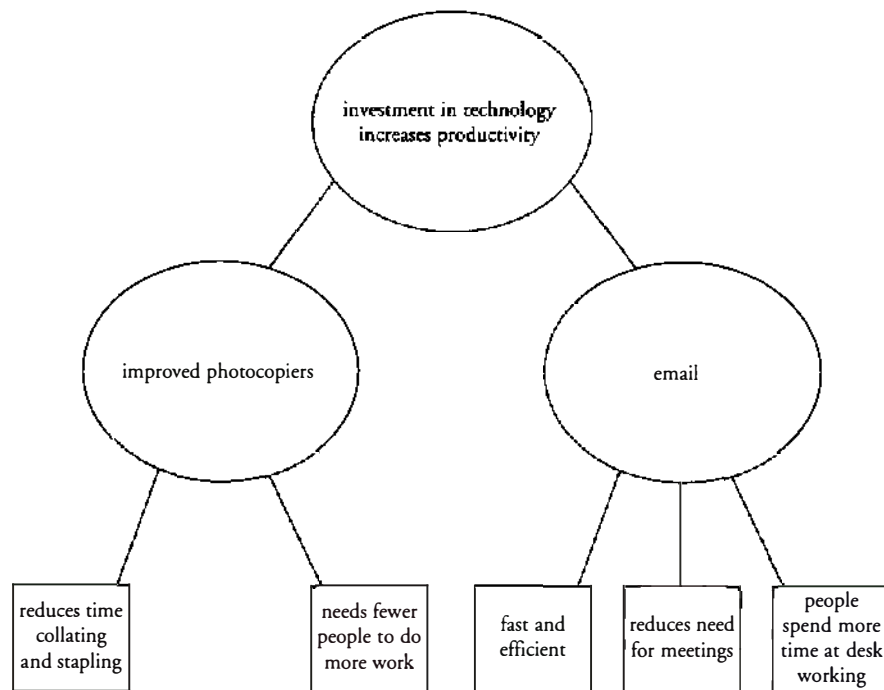 investment in technology
increases productivity
improved photocopiers
email
reduces time
collating
and stapling
needs fewer
people to do
more work
fast and
efficient
reduces need
for meetings
people
spend more
time at desk
working